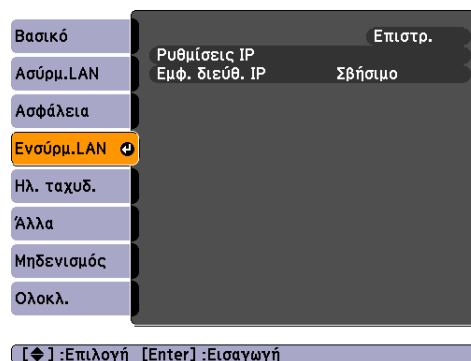 Βασικό
Ασύρμ.LAN
Ασφάλεια
Ενσύρμ.LAN
Ηλ. ταχυδ.
Άλλα
Μηδενισμός
Ολοκλ.
Επιστρ.
Ρυθμίσεις IP
Εμφ. διεύθ. IP Σβήσιμο
[◆] :Επιλογή [Enter] :Εισαγωγή